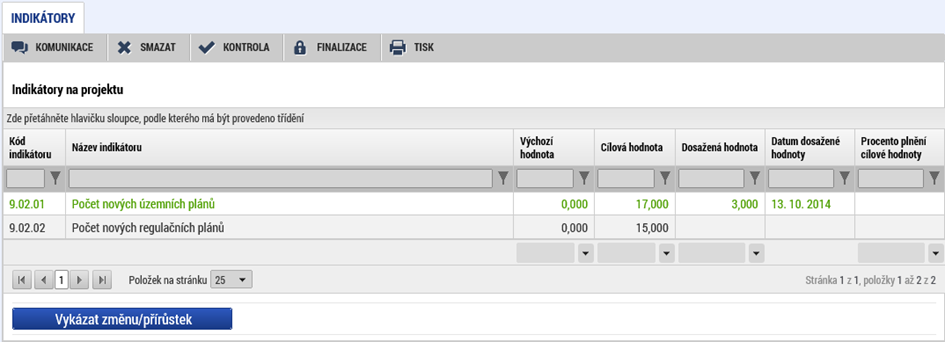 INDIKÁTORY
KOMUNIKACE SMAZAT KONTROLA FINALIZACE TISK
Indikátory na projektu
Zde přetáhněte hlavičku sloupce, podle kterého má být provedeno třídění
Kód indikátoru Název indikátoru Výchozí hodnota Cílová hodnota Dosažená hodnota Datum dosažené hodnoty Procento plnění cílové hodnoty
9.02.01 Počet nových územních plánů 0,000 17,000 3,000 13. 10. 2014
9.02.02 Počet nových regulačních plánů 0,000 15,000
1 Položek na stránku 25 Stránka 1 z 1, položky 1 až 2 z 2
Vykázat změnu/přírůstek